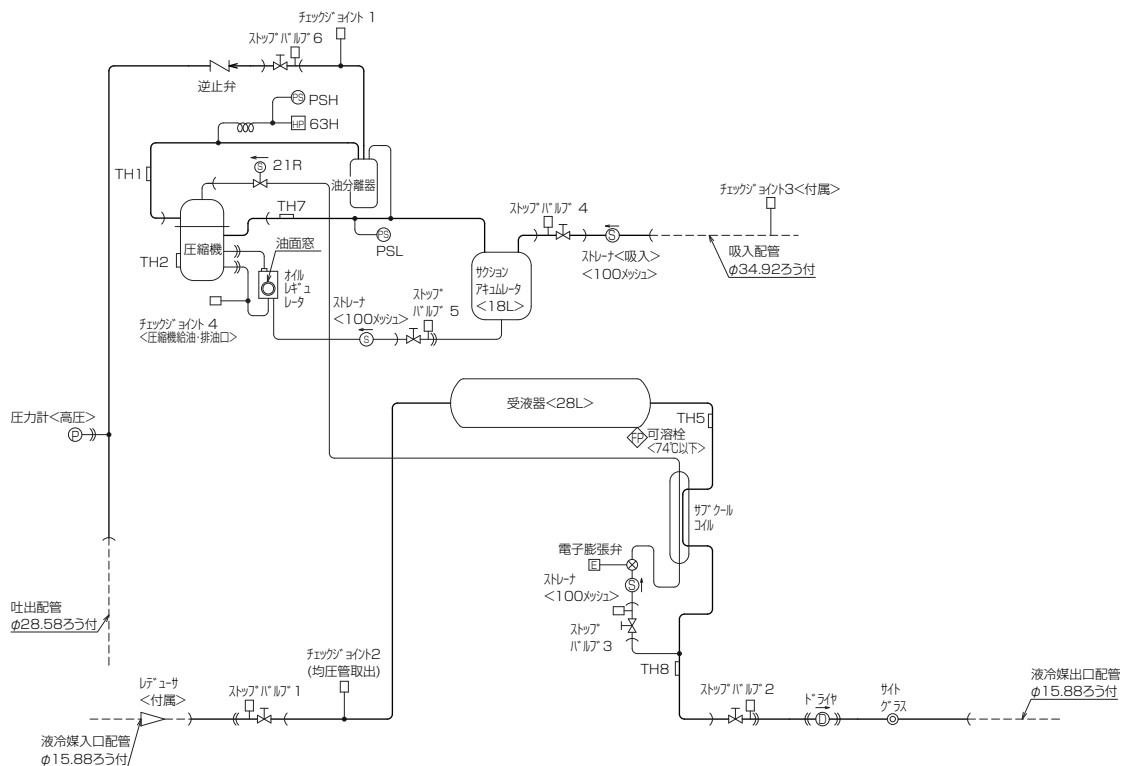 チェックジョイント 1
ストップバルブ 6
逆止弁
PS
PSH
HP
63H
TH1
S
21R
油分離器
TH7
PS
PSL
圧縮機
TH2
油面窓
オイル
レギュ
レータ
チェックジョイント 4
<圧縮機給油・排油口>
ストレーナ
<100メッシュ>
S
ストップ
バルブ 5
サクション
アキュムレータ
<18L>
ストップバルブ 4
S
ストレーナ<吸入>
<100メッシュ>
チェックジョイント3<付属>
吸入配管
φ34.92ろう付
圧力計<高圧>
P
受液器<28L>
FP
可溶栓
<74℃以下>
TH5
サブクール
コイル
電子膨張弁
E
ストレーナ
<100メッシュ>
S
ストップ
バルブ 3
TH8
吐出配管
φ28.58ろう付
レデューサ
<付属>
液冷媒入口配管
φ15.88ろう付
ストップバルブ 1
チェックジョイント2
(均圧管取出)
ストップバルブ 2
ドライヤ
D
サイト
グラス
液冷媒出口配管
φ15.88ろう付